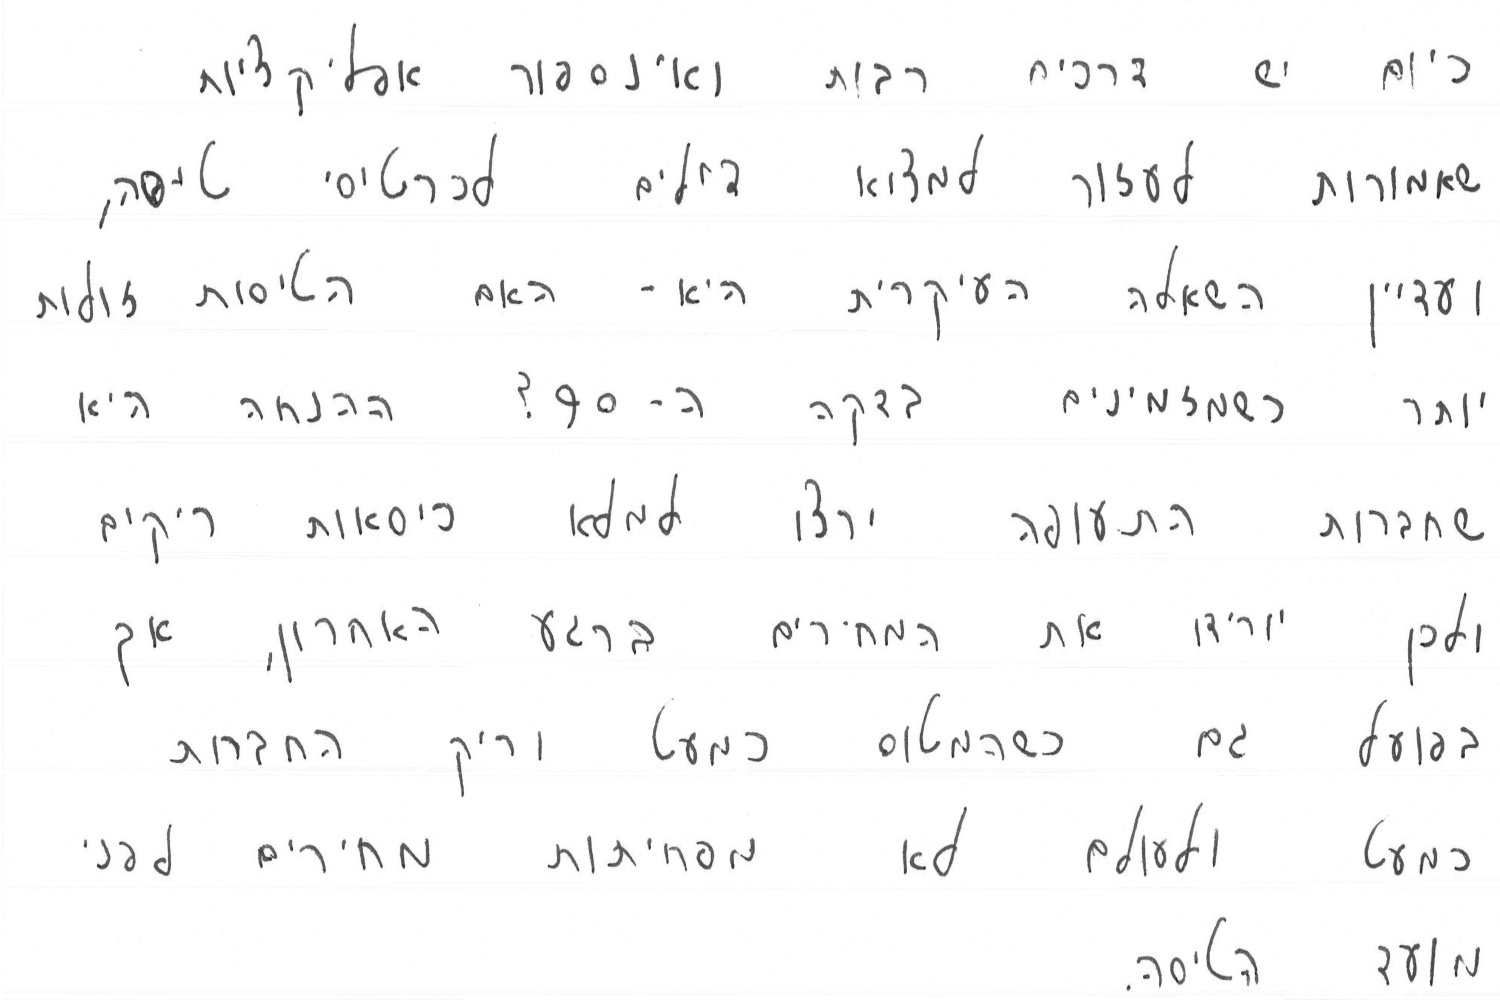 כיום יש דרכים רבות ואינספור אפליקציות
שאמורות לעזור למצוא דילים לכרטיסי טיסה,
ועדיין השאלה העיקרית היא - האם הטיסות זולות
יותר כשמזמינים בדקה ה-90? ההנחה היא
שחברות התעופה ירצו למלא כיסאות ריקים
ולכן יורידו את המחירים ברגע האחרון, אך
בפועל גם כשהמטוס כמעט וריק החברות
כמעט ולעולם לא מפחיתות מחירים לפני
מועד הטיסה.